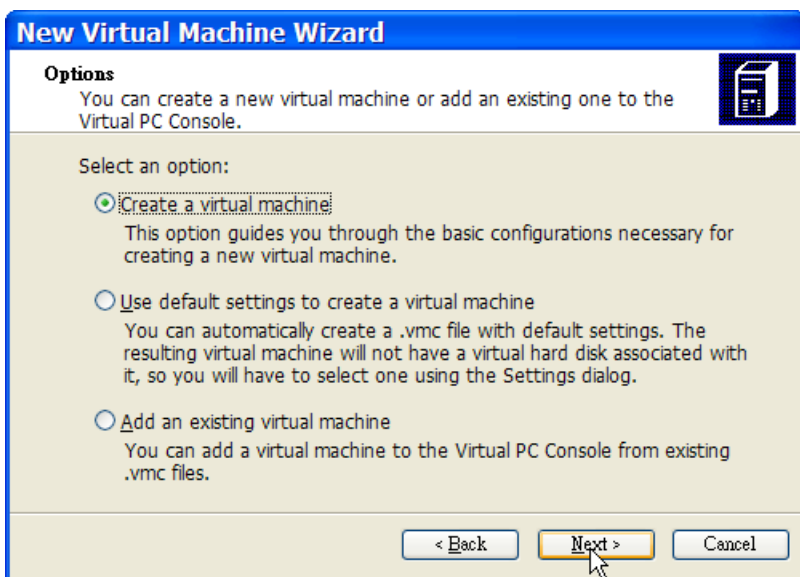 New Virtual Machine Wizard
Options
You can create a new virtual machine or add an existing one to the
Virtual PC Console.
Select an option:
Create a virtual machine
This option guides you through the basic configurations necessary for
creating a new virtual machine.
Use default settings to create a virtual machine
You can automatically create a .vmc file with default settings. The
resulting virtual machine will not have a virtual hard disk associated with
it, so you will have to select one using the Settings dialog.
Add an existing virtual machine
You can add a virtual machine to the Virtual PC Console from existing
.vmc files.
< Back Next > Cancel